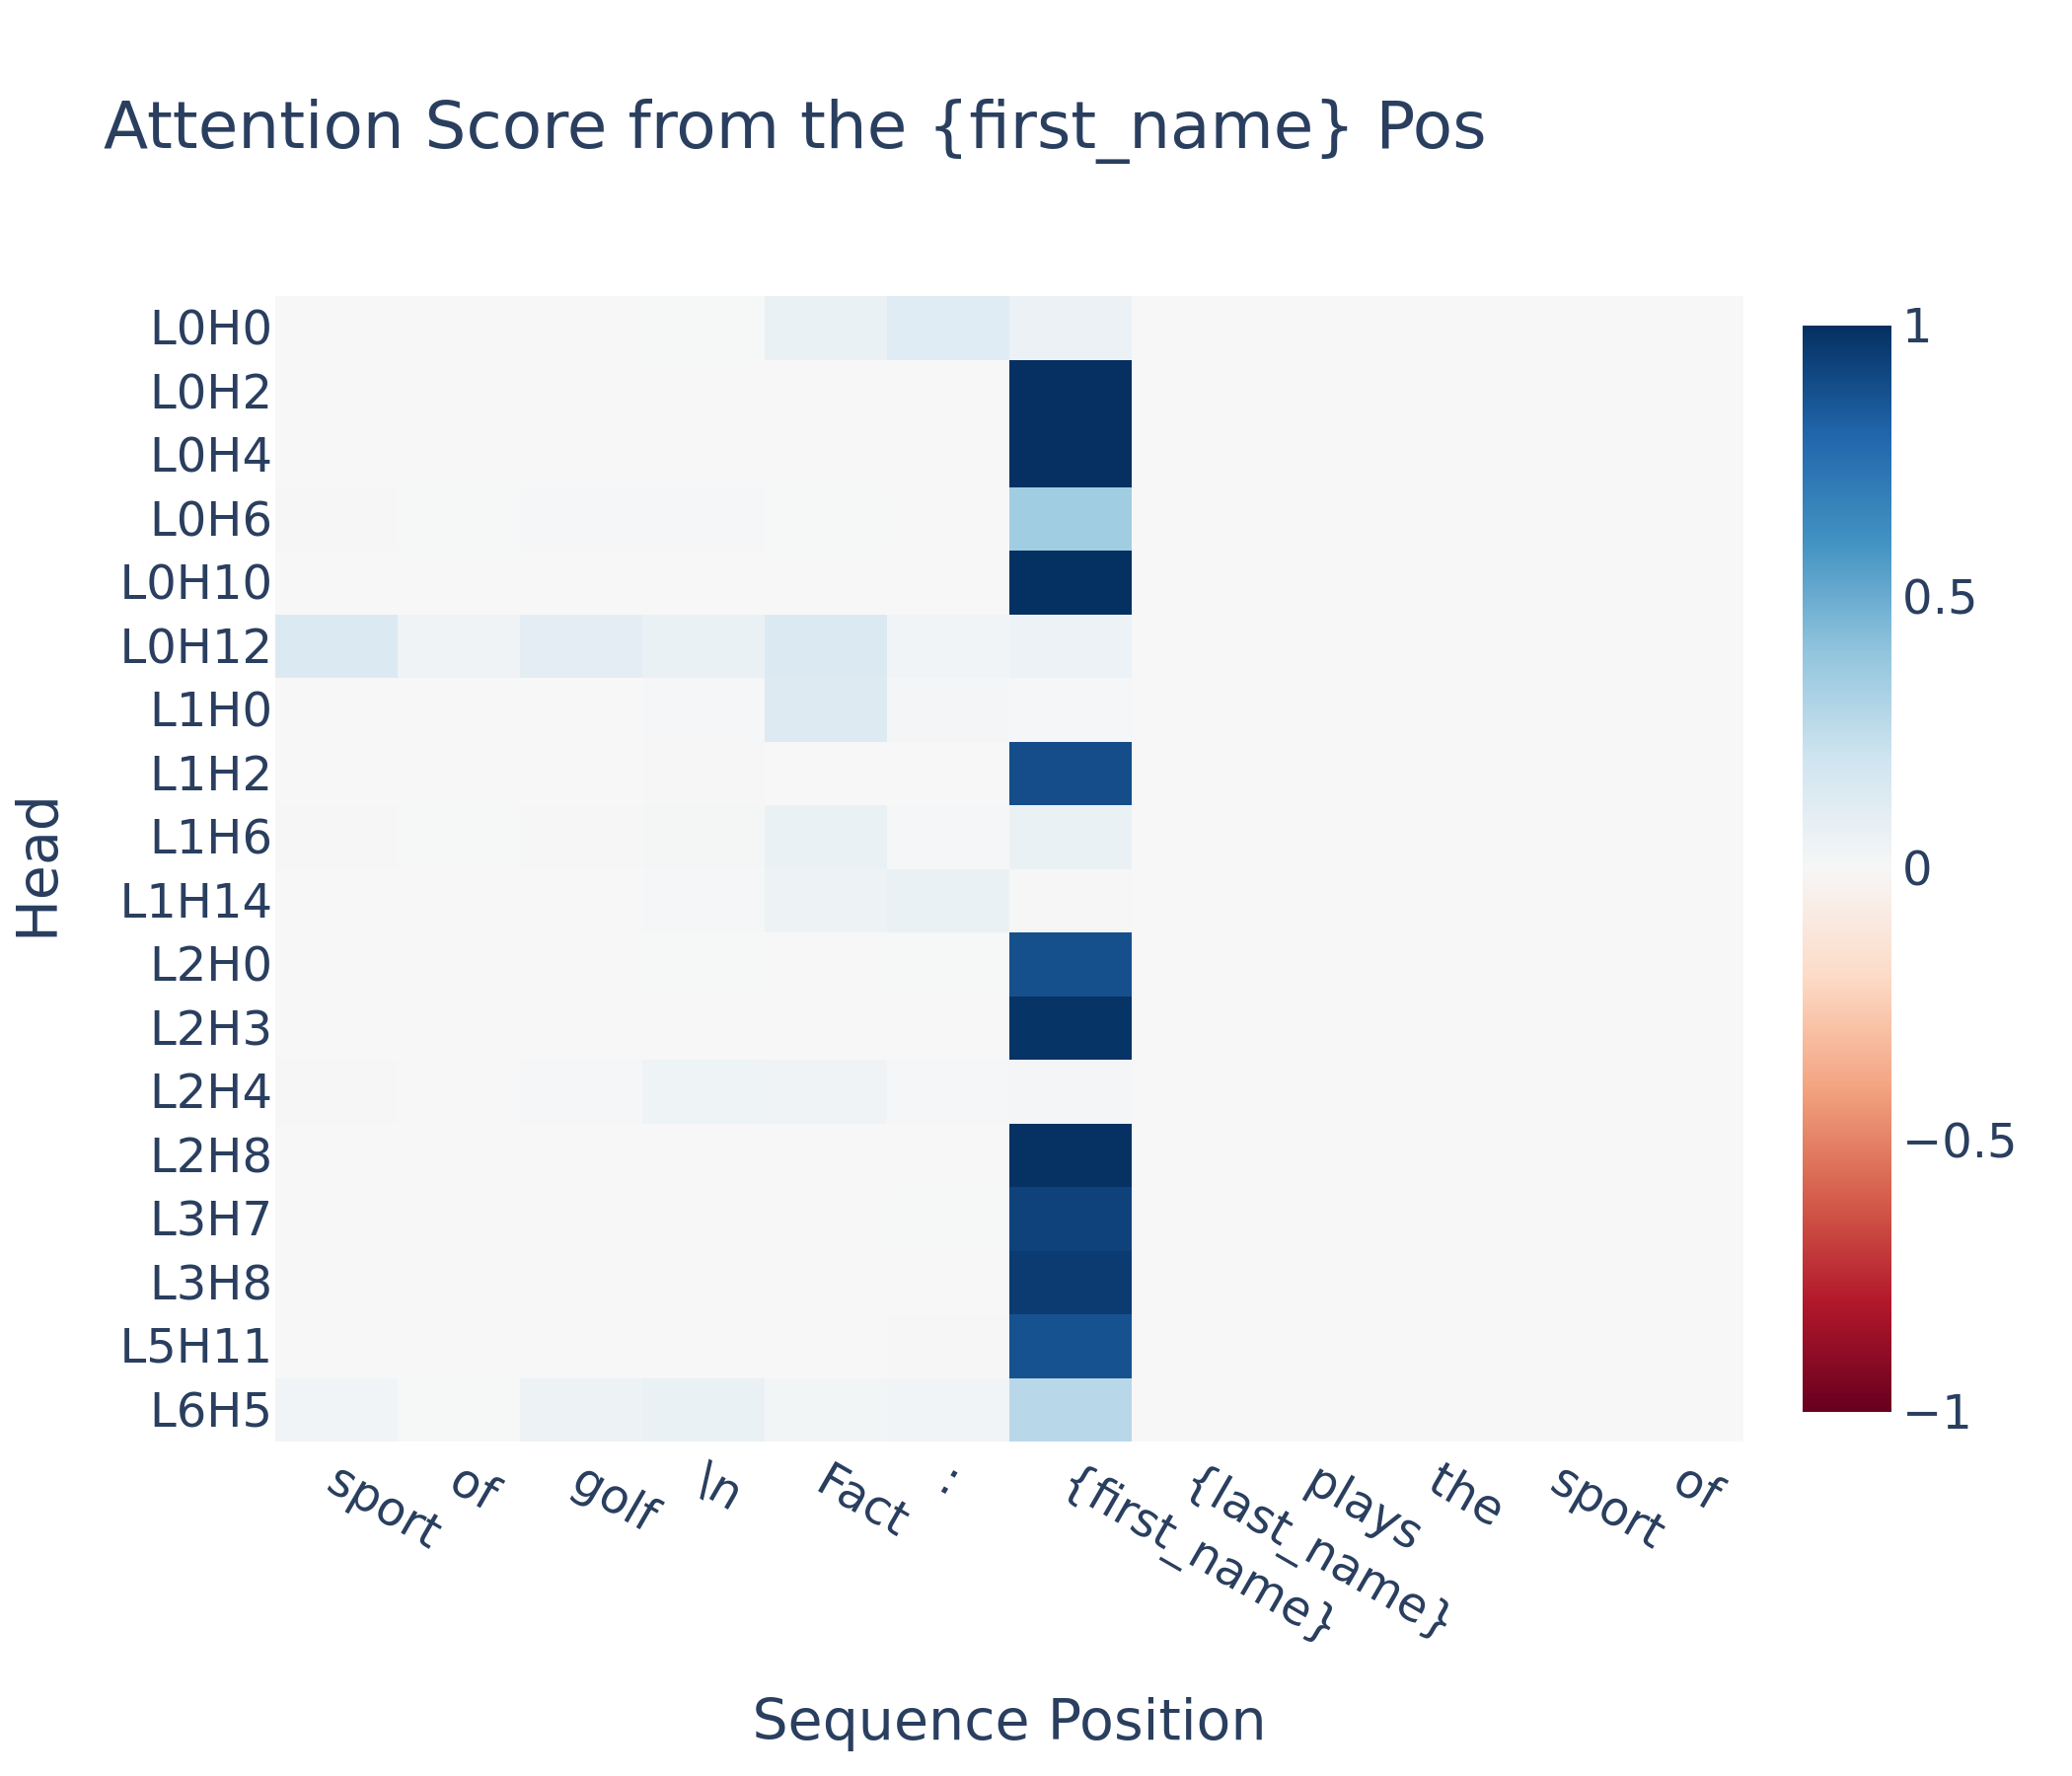 Attention Score from the {first_name} Pos
Head
L0H0
L0H2
L0H4
L0H6
L0H10
L0H12
L1H0
L1H2
L1H6
L1H14
L2H0
L2H3
L2H4
L2H8
L3H7
L3H8
L5H11
L6H5
sport
of
golf
\n
Fact
:
{first_name}
{last_name}
plays
the
sport
of
Sequence Position
1
0.5
0
−0.5
−1